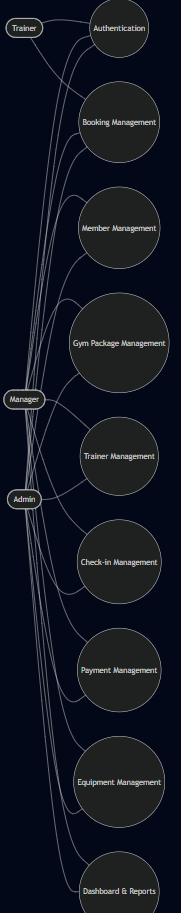 Trainer
Authentication
Booking Management
Member Management
Gym Package Management
Manager
Trainer Management
Admin
Check-in Management
Payment Management
Equipment Management
Dashboard & Reports